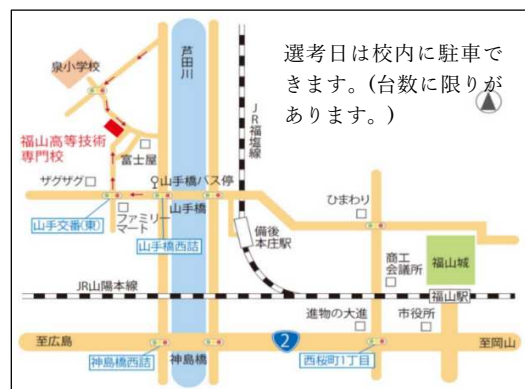 選考日は校内に駐車で
きます。(台数に限りが
あります。)
泉小学校
芦田川
JR福塩線
福山高等技術
専門校
富士屋
ザグザグ
山手橋バス停
ひまわり
山手交番(東)
ファミリー
マート
山手橋
山手橋西詰
備後
本庄駅
商工
会議所
福山城
JR山陽本線
福山駅
進物の大進
市役所
至広島
2
至岡山
神島橋西詰
神島橋
西桜町1丁目